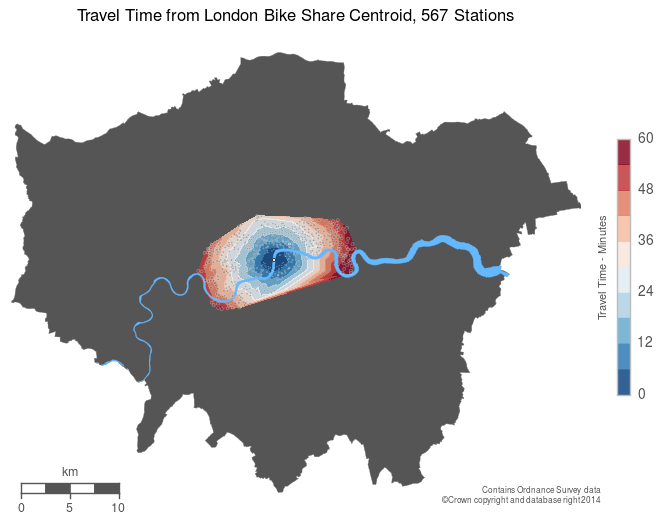 Travel Time from London Bike Share Centroid, 567 Stations
60
48
36
24
12
0
Travel Time - Minutes
km
0 5 10
Contains Ordnance Survey data
©Crown copyright and database right 2014